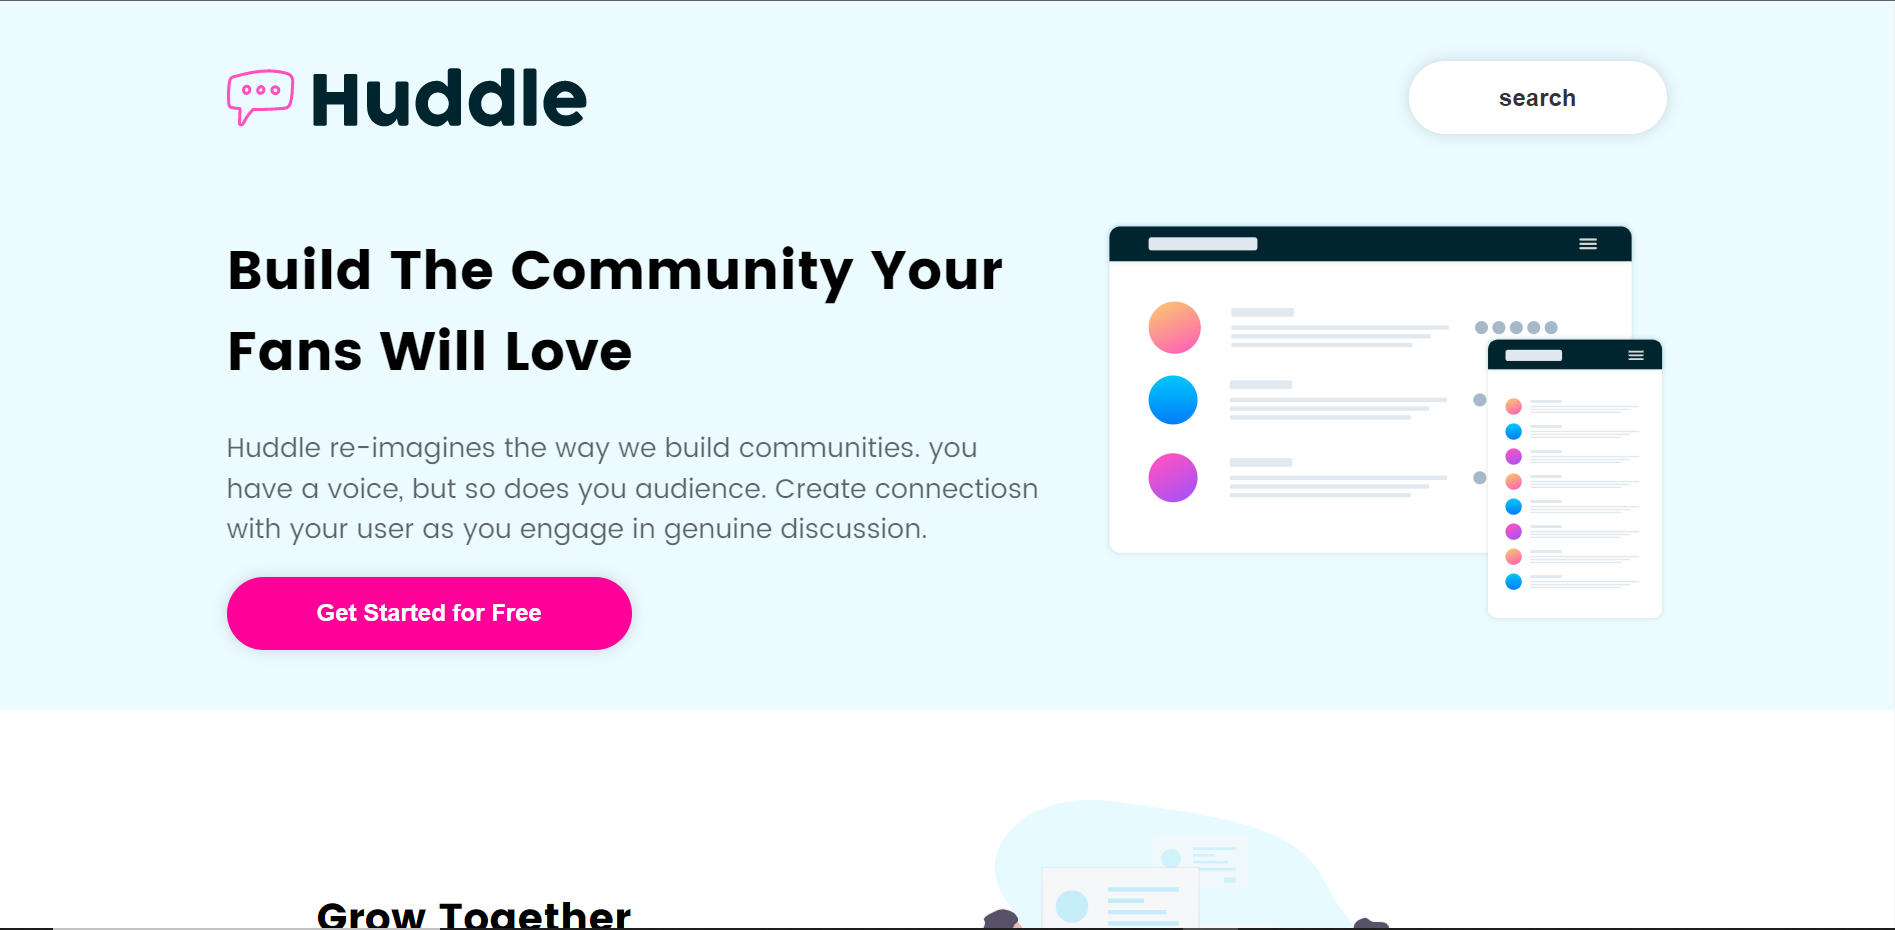 Huddle
search
Build The Community Your
Fans Will Love
Huddle re-imagines the way we build communities. you
have a voice, but so does you audience. Create connectiosn
with your user as you engage in genuine discussion.
Get Started for Free
Grow Together